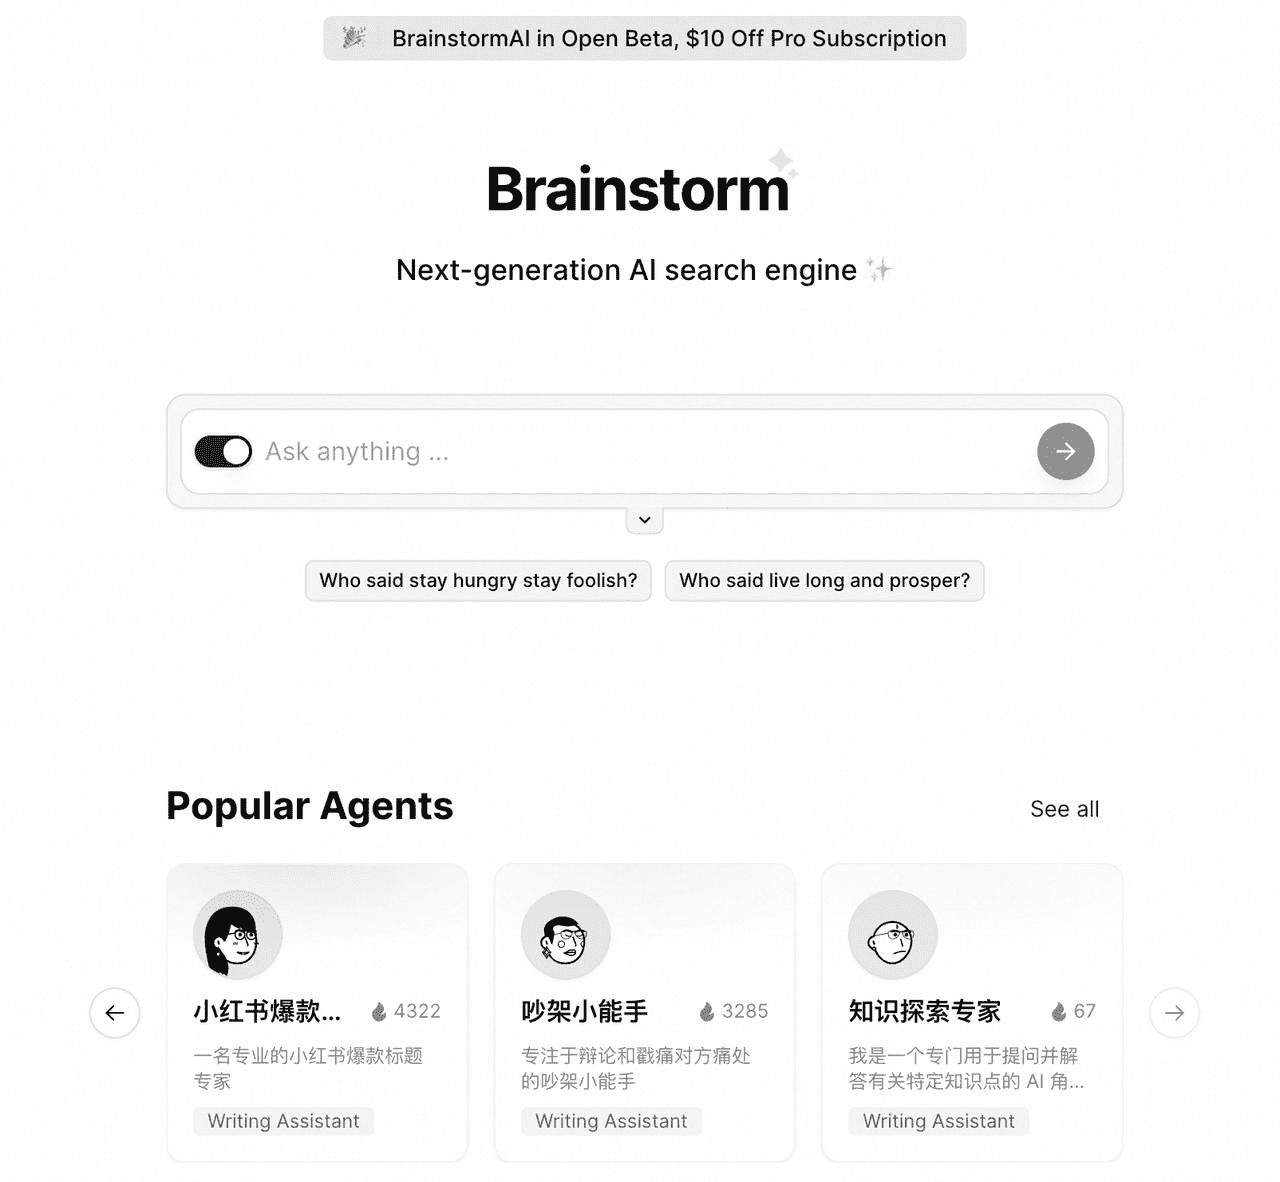 BrainstormAI in Open Beta, $10 Off Pro Subscription
Brainstorm
Next-generation AI search engine
Ask anything ...
Who said stay hungry stay foolish?
Who said live long and prosper?
Popular Agents
See all
小红书爆款...
4322
一名专业的小红书爆款标题
专家
Writing Assistant
吵架小能手
3285
专注于辩论和戳痛对方痛处
的吵架小能手
Writing Assistant
知识探索专家
67
我是一个专门用于提问并解
答有关特定知识点的 AI 角...
Writing Assistant